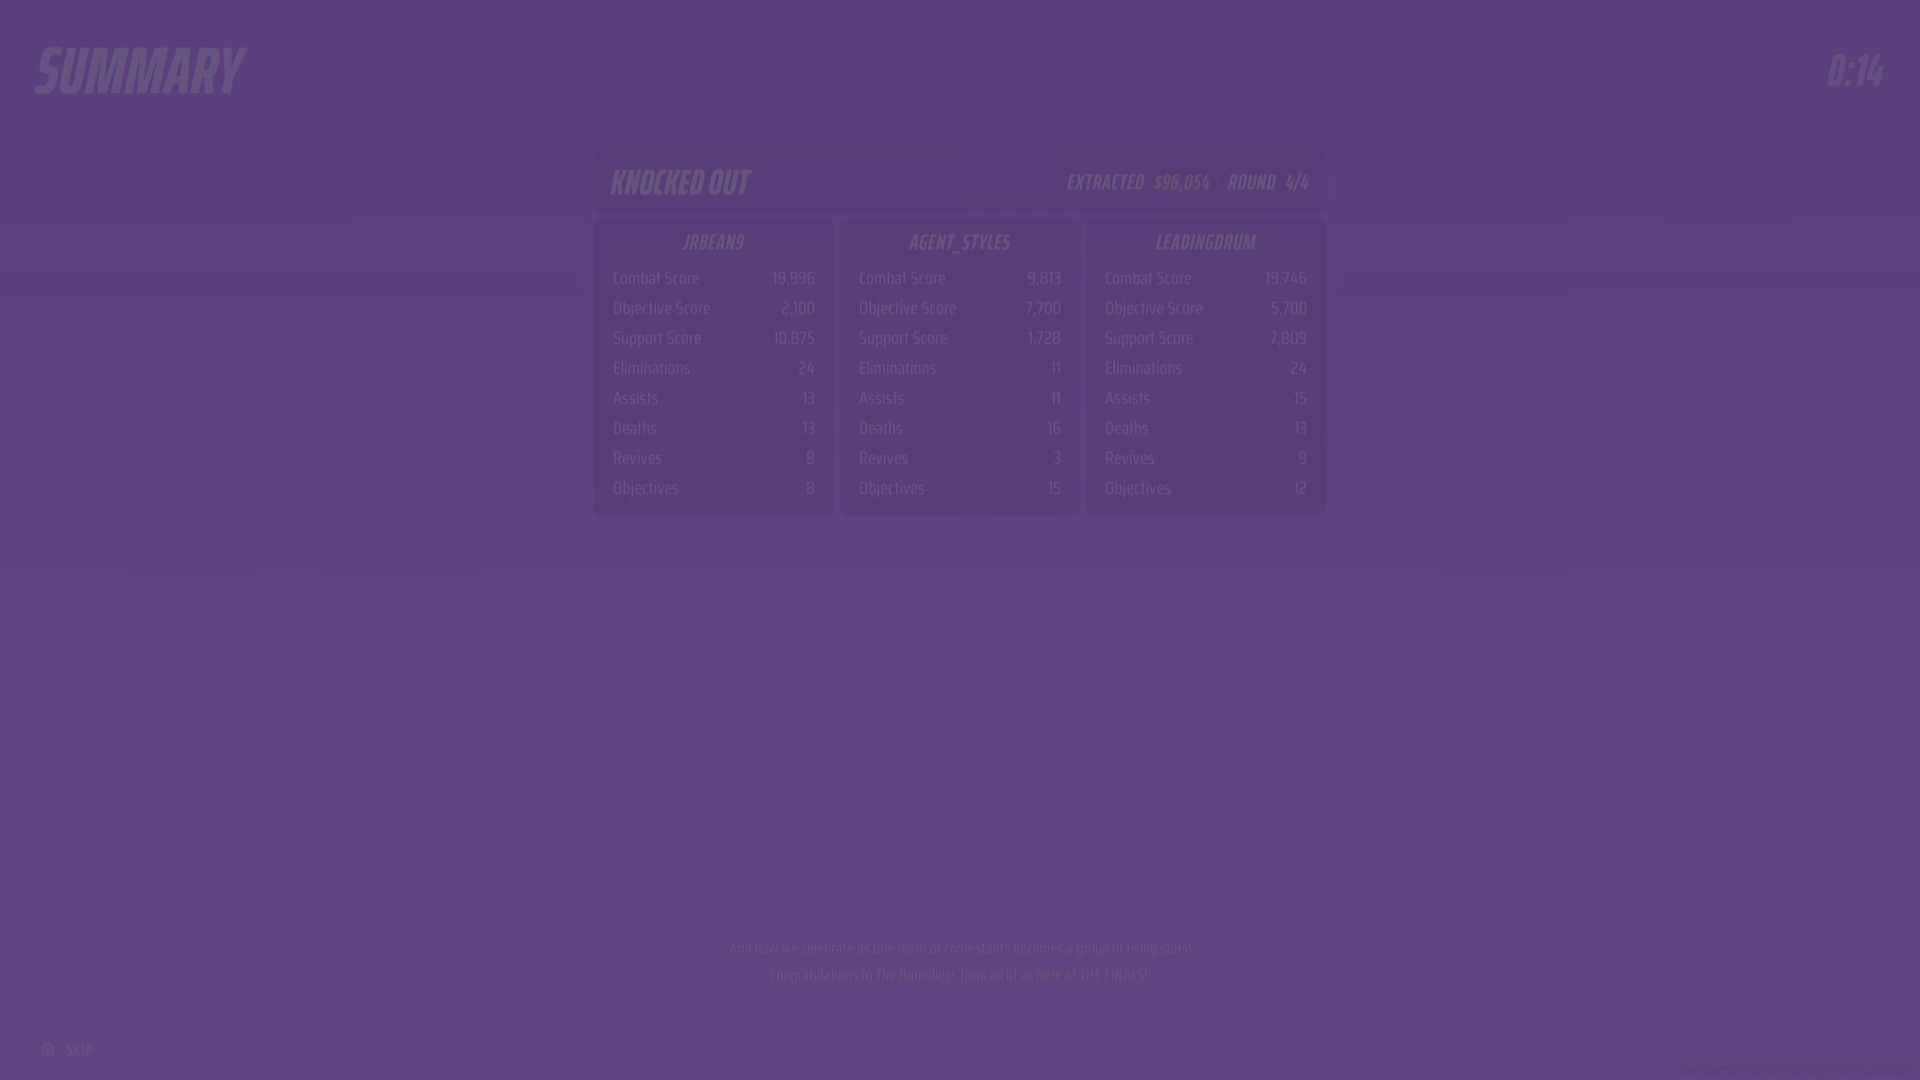 SUMMARY
0:14
KNOCKED OUT
EXTRACTED $96,054 | ROUND 4/4
JRBEAN9
Combat Score 19,996
Objective Score 2,100
Support Score 10,875
Eliminations 24
Assists 13
Deaths 13
Revives 8
Objectives 8
AGENT_STYLES
Combat Score 9,813
Objective Score 7,700
Support Score 1,728
Eliminations 11
Assists 11
Deaths 16
Revives 3
Objectives 15
LEADINGDRUM
Combat Score 19,746
Objective Score 5,700
Support Score 7,809
Eliminations 24
Assists 15
Deaths 13
Revives 9
Objectives 12
And now we celebrate as one team of contestants becomes a group of rising stars!
Congratulations to The Boundless from all of us here at THE FINALS!
SKIP